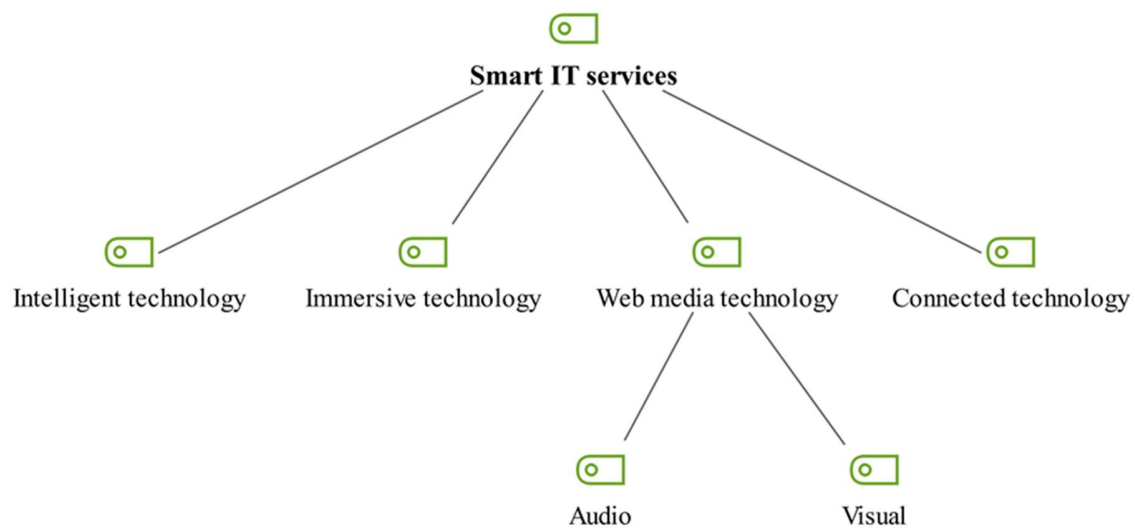 Smart IT services
Intelligent technology
Immersive technology
Web media technology
Connected technology
Audio
Visual